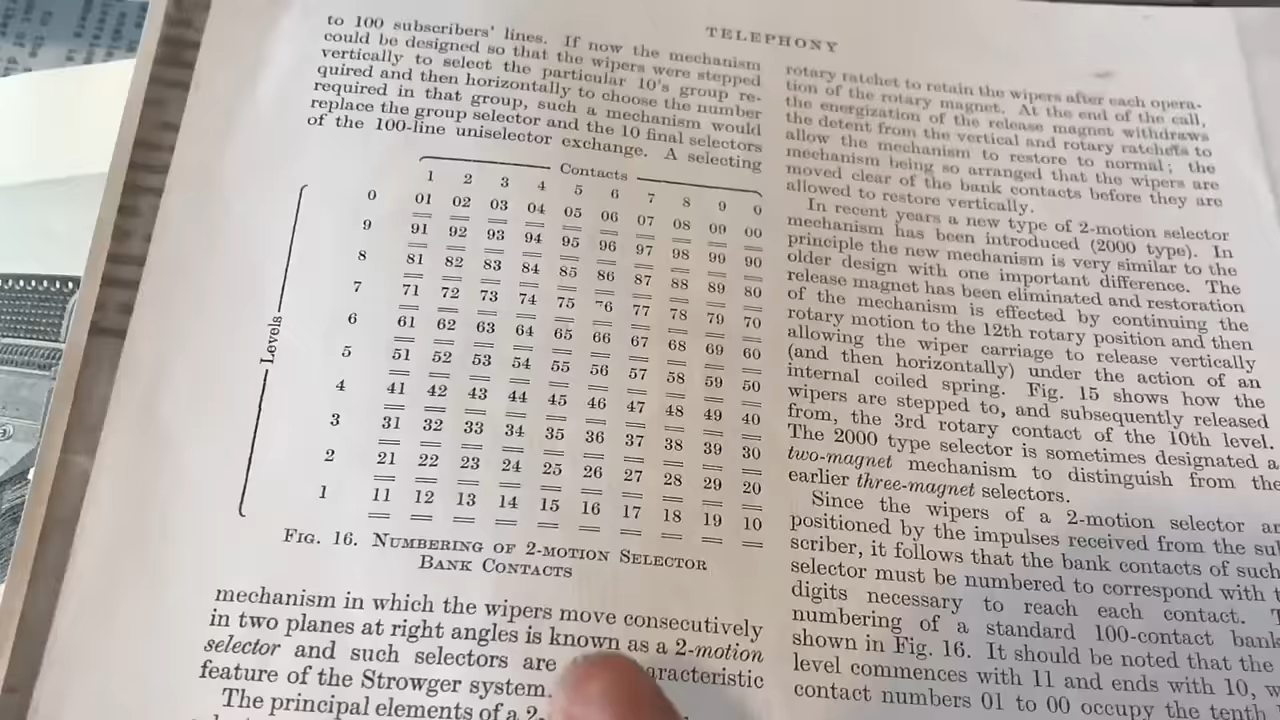 TELEPHONY
to 100 subscribers' lines. If now the mechanism
could be designed so that the wipers were stepped
vertically to select the particular 10's group re-
quired and then horizontally to choose the number
required in that group, such a mechanism would
replace the group selector and the 10 final selectors
of the 100-line uniselector exchange. A selecting
Contacts
1 2 3 4 5 6 7 8 9 0
Levels
0 01 02 03 04 05 06 07 08 09 00
9 91 92 93 94 95 96 97 98 99 90
8 81 82 83 84 85 86 87 88 89 80
7 71 72 73 74 75 76 77 78 79 70
6 61 62 63 64 65 66 67 68 69 60
5 51 52 53 54 55 56 57 58 59 50
4 41 42 43 44 45 46 47 48 49 40
3 31 32 33 34 35 36 37 38 39 30
2 21 22 23 24 25 26 27 28 29 20
1 11 12 13 14 15 16 17 18 19 10
FIG. 16. NUMBERING OF 2-MOTION SELECTOR
BANK CONTACTS
mechanism in which the wipers move consecutively
in two planes at right angles is known as a 2-motion
selector and such selectors are aracteristic
feature of the Strowger system.
The principal elements of a 2-
rotary ratchet to retain the wipers after each opera-
tion of the rotary magnet. At the end of the call,
the energization of the release magnet withdraws
the detent from the vertical and rotary ratchets to
allow the mechanism to restore to normal; the
mechanism being so arranged that the wipers are
moved clear of the bank contacts before they are
allowed to restore vertically.
In recent years a new type of 2-motion selector
mechanism has been introduced (2000 type). In
principle the new mechanism is very similar to the
older design with one important difference. The
release magnet has been eliminated and restoration
of the mechanism is effected by continuing the
rotary motion to the 12th rotary position and then
allowing the wiper carriage to release vertically
(and then horizontally) under the action of an
internal coiled spring. Fig. 15 shows how the
wipers are stepped to, and subsequently released
from, the 3rd rotary contact of the 10th level.
The 2000 type selector is sometimes designated a
two-magnet mechanism to distinguish from the
earlier three-magnet selectors.
Since the wipers of a 2-motion selector ar
positioned by the impulses received from the su
scriber, it follows that the bank contacts of such
selector must be numbered to correspond with t
digits necessary to reach each contact. T
numbering of a standard 100-contact bank
shown in Fig. 16. It should be noted that the
level commences with 11 and ends with 10, w
contact numbers 01 to 00 occupy the tenth